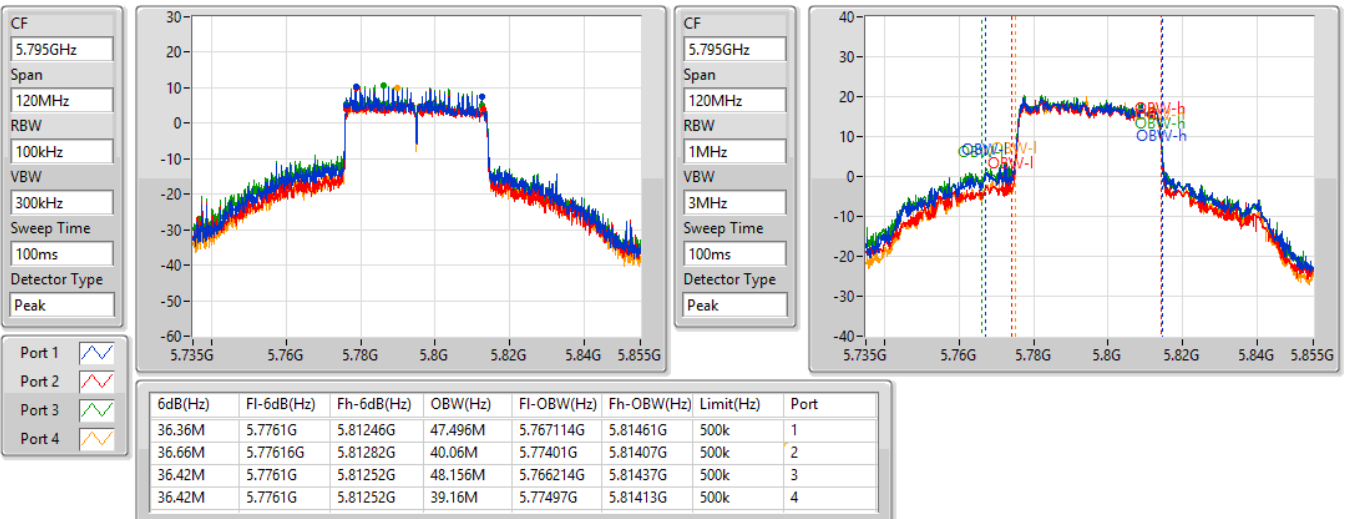 CF
5.795GHz
Span
120MHz
RBW
100kHz
VBW
300kHz
Sweep Time
100ms
Detector Type
Peak
30
20
10
0
-10
-20
-30
-40
-50
-60
5.735G 5.76G 5.78G 5.8G 5.82G 5.84G 5.855G
CF
5.795GHz
Span
120MHz
RBW
1MHz
VBW
3MHz
Sweep Time
100ms
Detector Type
Peak
40
30
20
10
0
-10
-20
-30
-40
OBW-l
OBW-l
OBW-l
OBW-l
OBW-h
OBW-h
OBW-h
5.735G 5.76G 5.78G 5.8G 5.82G 5.84G 5.855G
Port 1
Port 2
Port 3
Port 4
6dB(Hz) Fl-6dB(Hz) Fh-6dB(Hz) OBW(Hz) Fl-OBW(Hz) Fh-OBW(Hz) Limit(Hz) Port
36.36M 5.7761G 5.81246G 47.496M 5.767114G 5.81461G 500k 1
36.66M 5.77616G 5.81282G 40.06M 5.77401G 5.81407G 500k 2
36.42M 5.7761G 5.81252G 48.156M 5.766214G 5.81437G 500k 3
36.42M 5.7761G 5.81252G 39.16M 5.77497G 5.81413G 500k 4